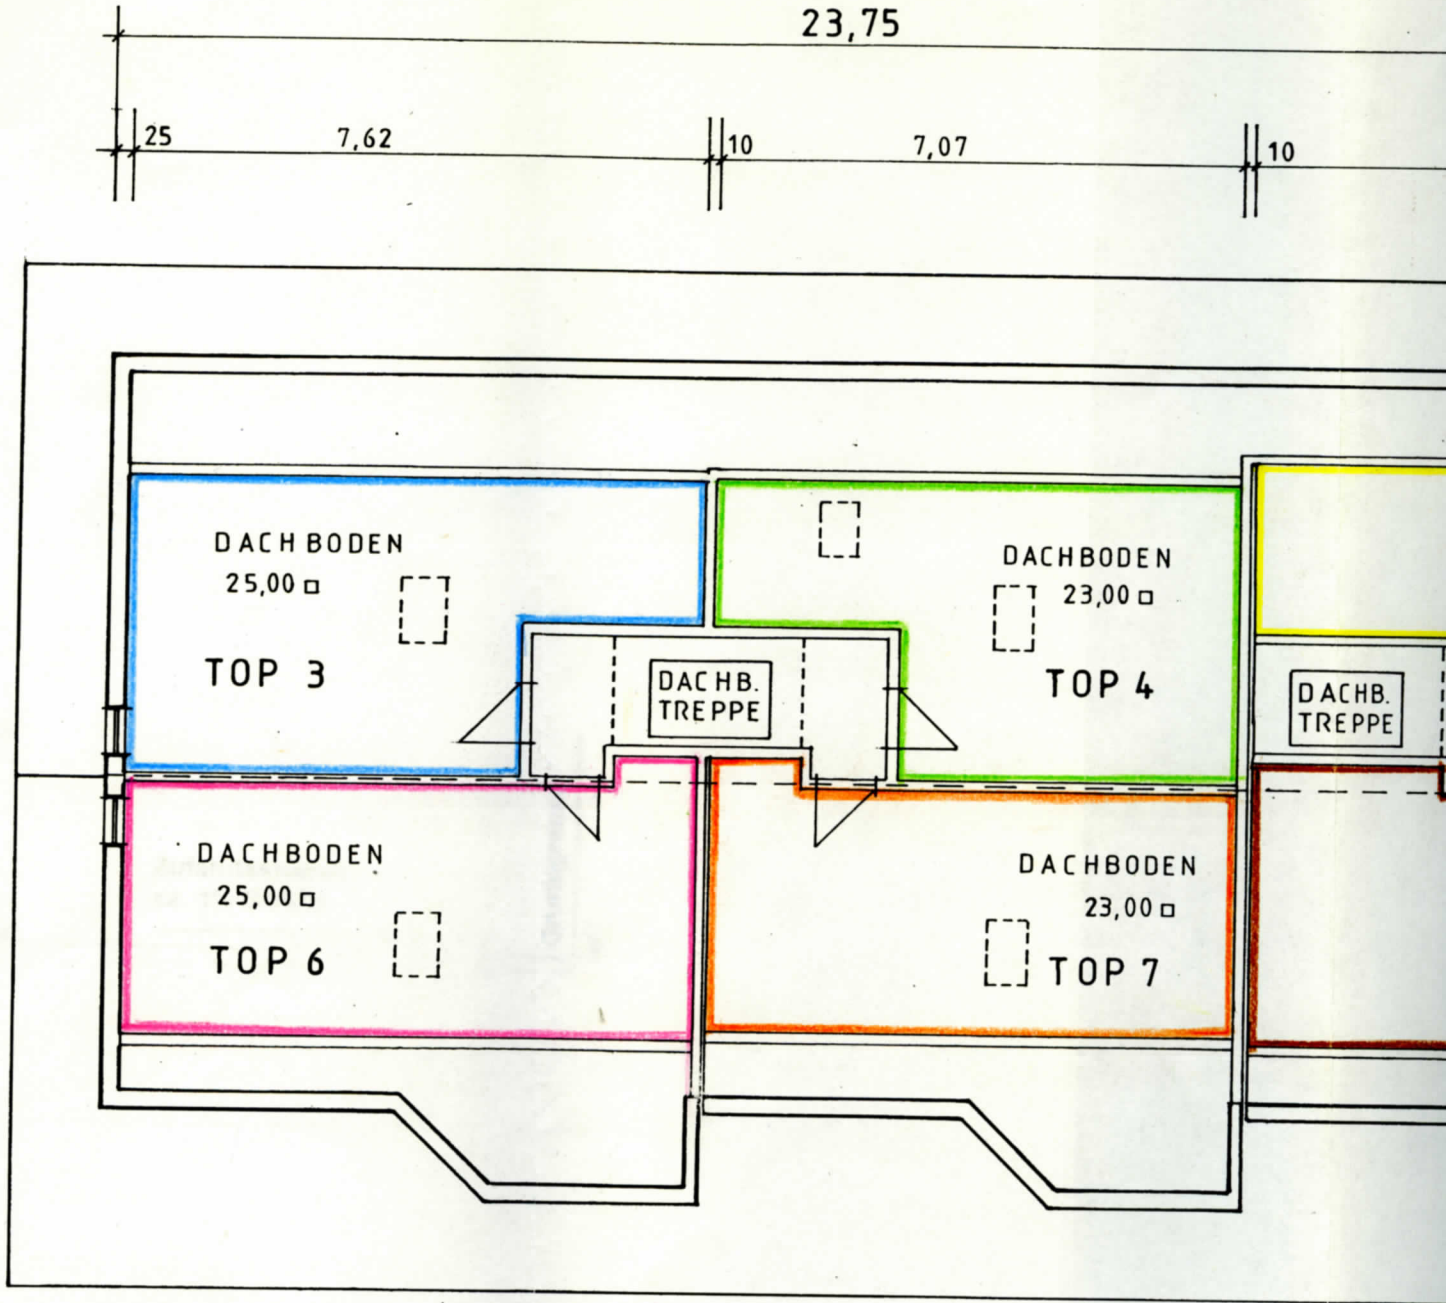 23,75
25 7,62 10 7,07 10
DACHBODEN
25,00 □
TOP 3
DACHBODEN
23,00 □
TOP 4
DACHB.
TREPPE
DACHB.
TREPPE
DACHBODEN
25,00 □
TOP 6
DACHBODEN
23,00 □
TOP 7